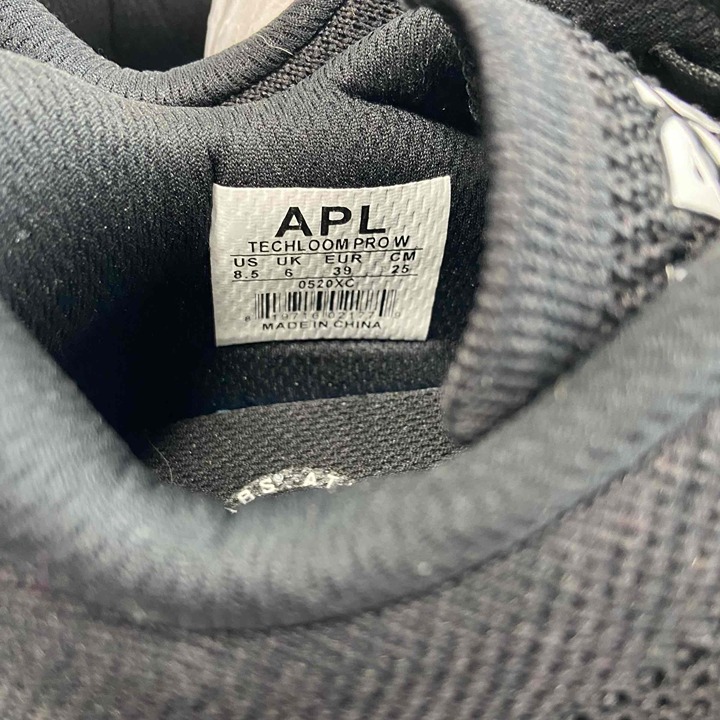 APL
TECHLOOM PRO W
US UK EUR CM
8.5 6 39 25
0520XC
MADE IN CHINA